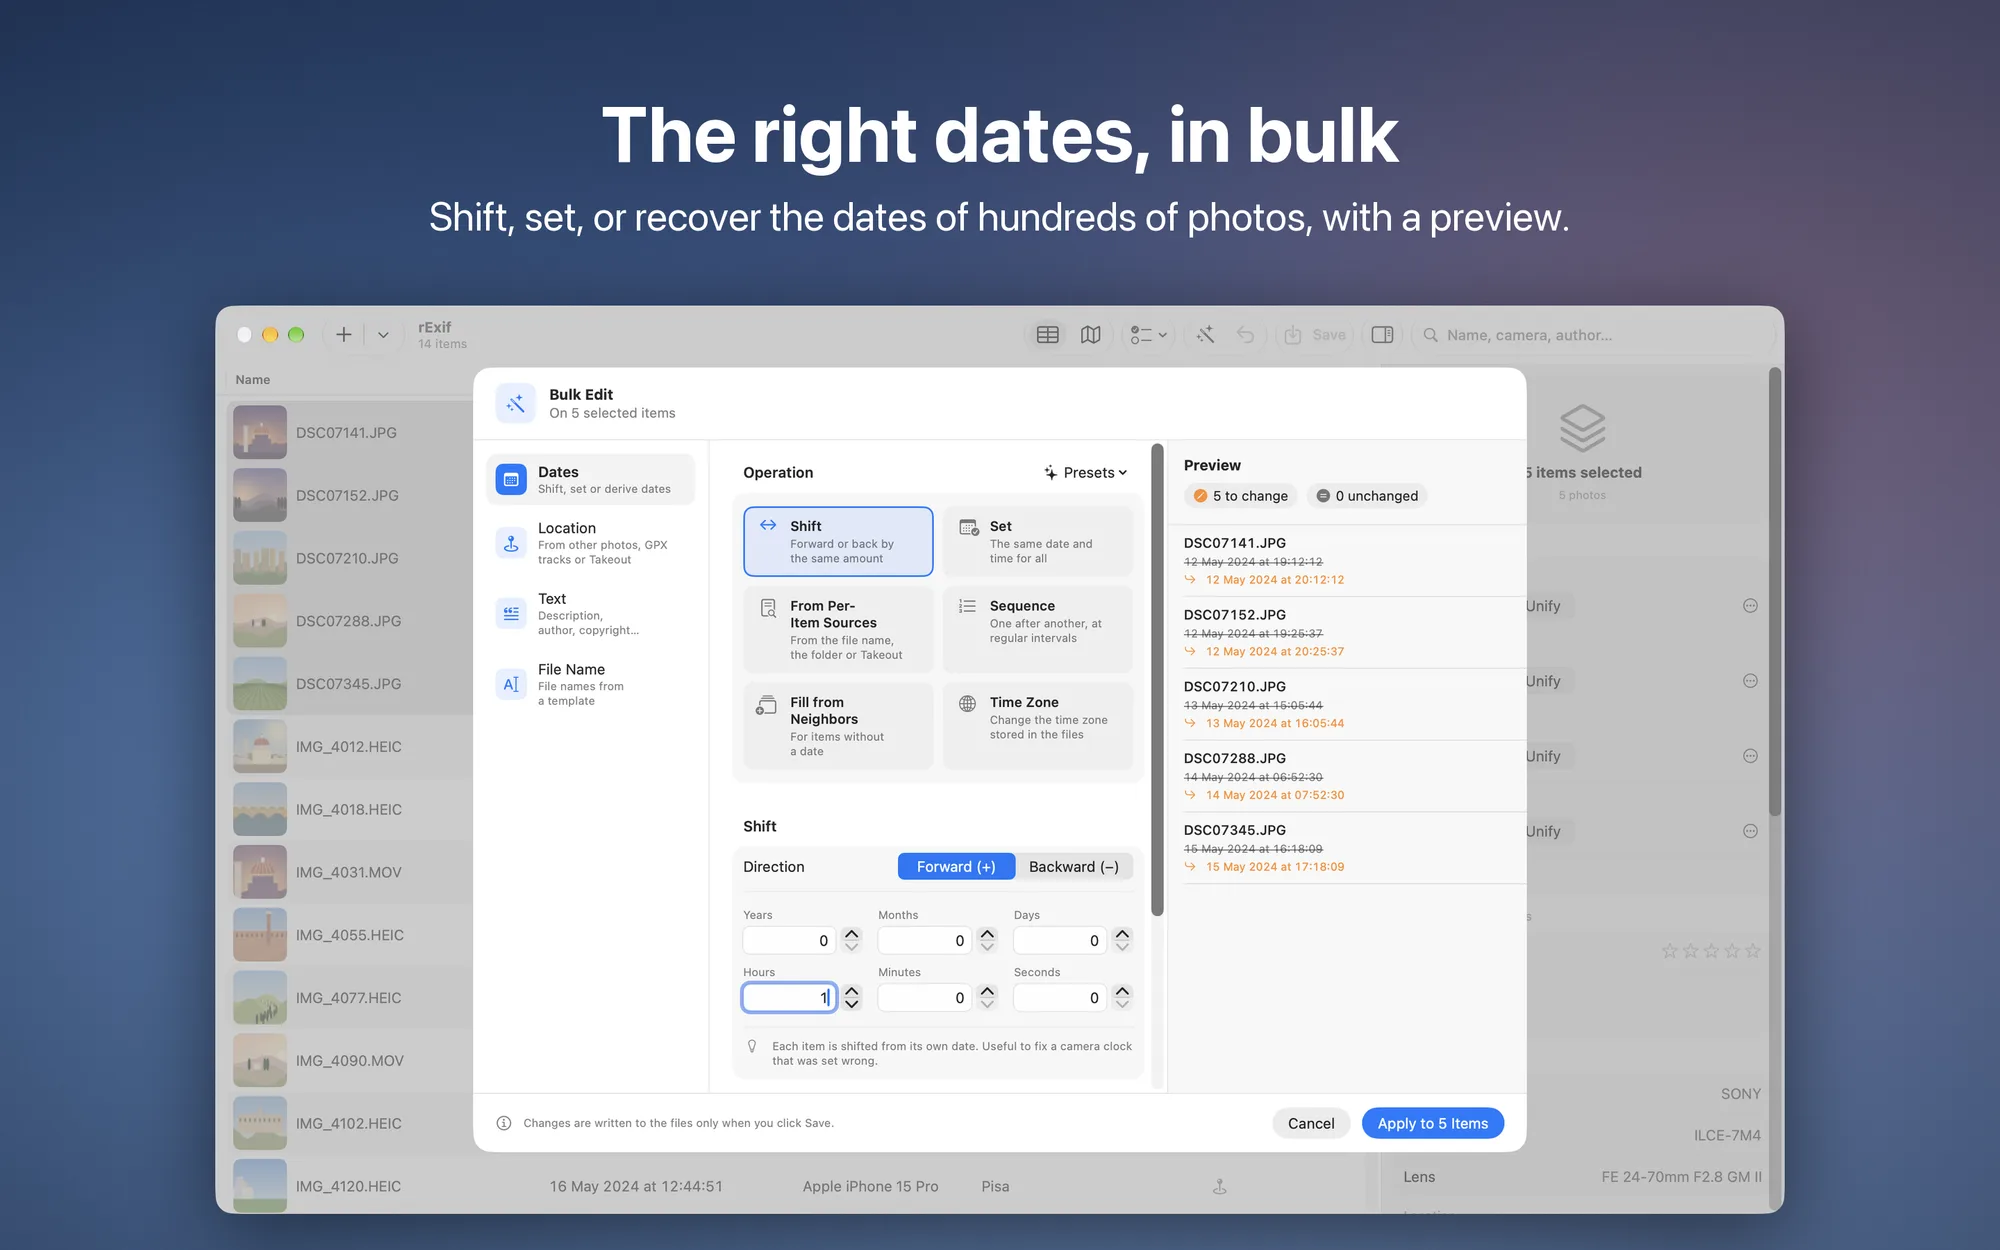 The right dates, in bulk
Shift, set, or recover the dates of hundreds of photos, with a preview.
rExif
14 items
Save
Name, camera, author...
Name
DSC07141.JPG
DSC07152.JPG
DSC07210.JPG
DSC07288.JPG
DSC07345.JPG
IMG_4012.HEIC
IMG_4018.HEIC
IMG_4031.MOV
IMG_4055.HEIC
IMG_4077.HEIC
IMG_4090.MOV
IMG_4102.HEIC
IMG_4120.HEIC
16 May 2024 at 12:44:51
Apple iPhone 15 Pro
Pisa
Bulk Edit
On 5 selected items
Dates
Shift, set or derive dates
Location
From other photos, GPX
tracks or Takeout
Text
Description,
author, copyright...
File Name
File names from
a template
Operation
Presets
Shift
Forward or back by
the same amount
Set
The same date and
time for all
From Per-
Item Sources
From the file name,
the folder or Takeout
Sequence
One after another, at
regular intervals
Fill from
Neighbors
For items without
a date
Time Zone
Change the time zone
stored in the files
Shift
Direction
Forward (+)
Backward (−)
Years
Months
Days
0
0
0
Hours
Minutes
Seconds
1
0
0
Each item is shifted from its own date. Useful to fix a camera clock
that was set wrong.
Preview
5 to change
0 unchanged
DSC07141.JPG
12 May 2024 at 19:12:12
12 May 2024 at 20:12:12
DSC07152.JPG
12 May 2024 at 19:25:37
12 May 2024 at 20:25:37
DSC07210.JPG
13 May 2024 at 15:05:44
13 May 2024 at 16:05:44
DSC07288.JPG
14 May 2024 at 06:52:30
14 May 2024 at 07:52:30
DSC07345.JPG
15 May 2024 at 16:18:09
15 May 2024 at 17:18:09
Changes are written to the files only when you click Save.
Cancel
Apply to 5 Items
5 items selected
5 photos
Unify
Unify
Unify
Unify
SONY
ILCE-7M4
Lens
FE 24-70mm F2.8 GM II